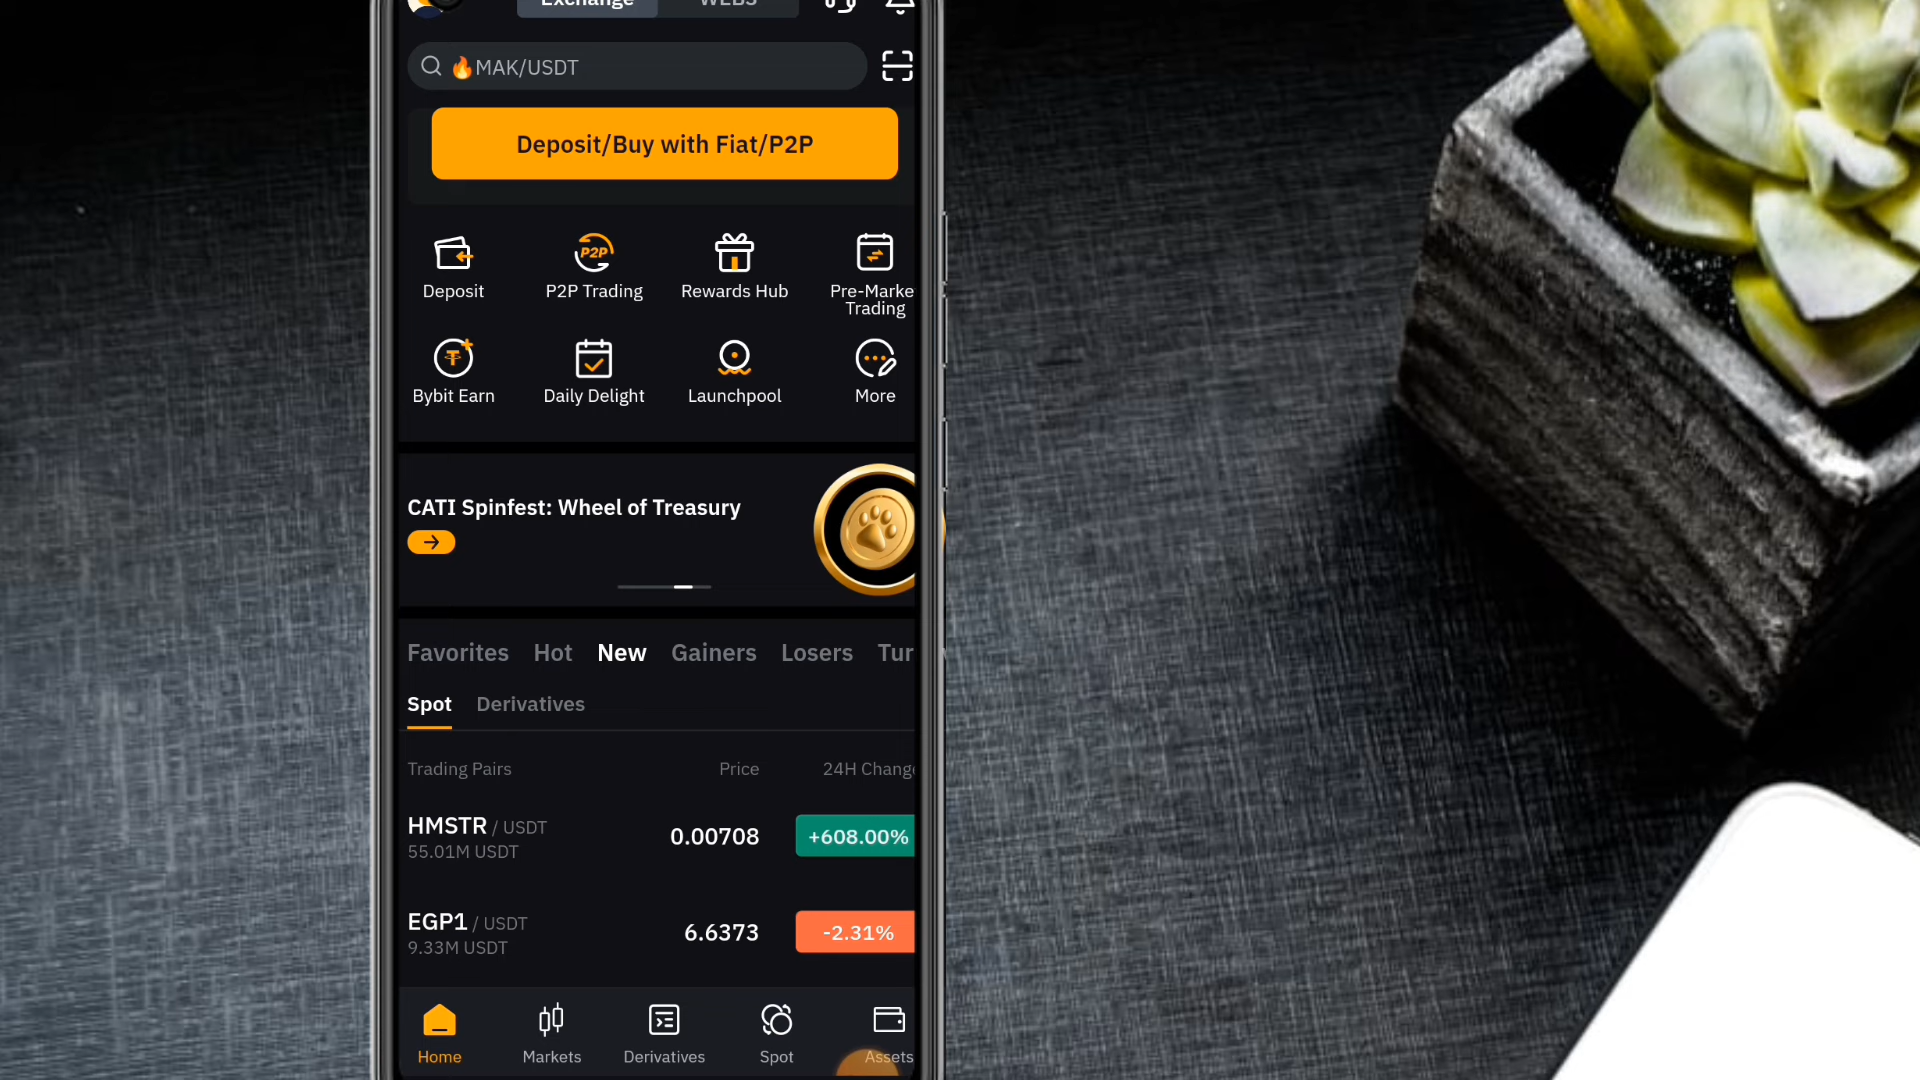 Exchange
WEB3
🔥MAK/USDT
Deposit/Buy with Fiat/P2P
P2P
Deposit
P2P Trading
Rewards Hub
Pre-Marke
Trading
Bybit Earn
Daily Delight
Launchpool
More
CATI Spinfest: Wheel of Treasury
Favorites Hot New Gainers Losers Tur
Spot Derivatives
Trading Pairs Price 24H Change
HMSTR / USDT 0.00708 +608.00%
55.01M USDT
EGP1 / USDT 6.6373 -2.31%
9.33M USDT
Home Markets Derivatives Spot Assets